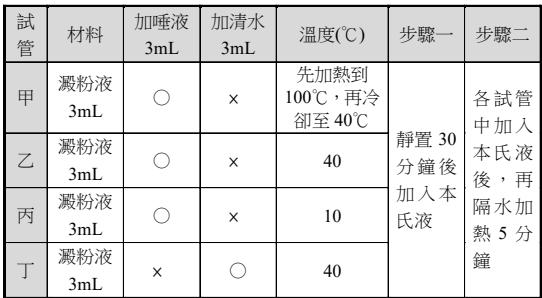 試管 材料 加唾液 3mL 加清水 3mL 溫度(℃) 步驟一 步驟二
甲 澱粉液 3mL ○ × 先加熱到 100℃,再冷卻至 40℃ 靜置 30 分鐘後加入本氏液 各試管中加入本氏液後,再隔水加熱 5 分鐘
乙 澱粉液 3mL ○ × 40
丙 澱粉液 3mL ○ × 10
丁 澱粉液 3mL × ○ 40